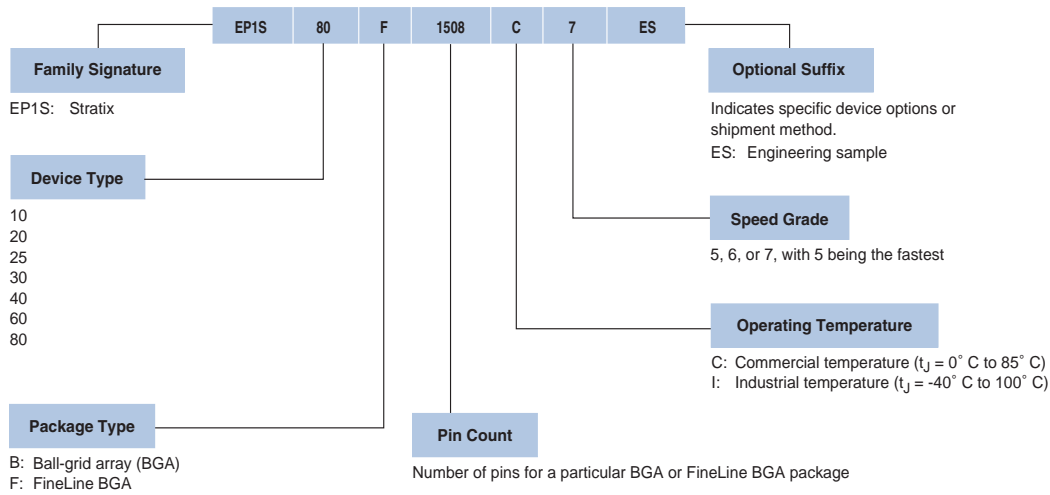 EP1S 80 F 1508 C 7 ES
Family Signature
EP1S: Stratix
Optional Suffix
Indicates specific device options or
shipment method.
ES: Engineering sample
Device Type
10
20
25
30
40
60
80
Speed Grade
5, 6, or 7, with 5 being the fastest
Operating Temperature
C: Commercial temperature (tJ = 0° C to 85° C)
I: Industrial temperature (tJ = -40° C to 100° C)
Package Type
B: Ball-grid array (BGA)
F: FineLine BGA
Pin Count
Number of pins for a particular BGA or FineLine BGA package